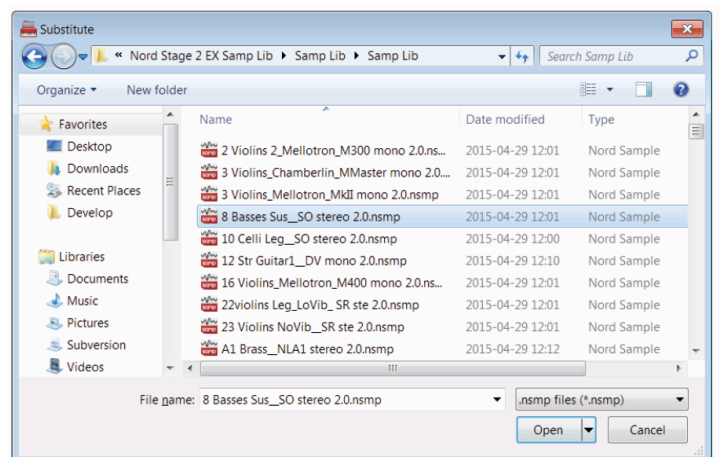 Substitute
« Nord Stage 2 EX Samp Lib Samp Lib Samp Lib Search Samp Lib
Organize New folder
Name Date modified Type
Favorites
Desktop
Downloads
Recent Places
Develop
Libraries
Documents
Music
Pictures
Subversion
Videos
2 Violins 2_Mellotron_M300 mono 2.0.ns... 2015-04-29 12:01 Nord Sample
3 Violins_Chamberlin_MMaster mono 2.0.... 2015-04-29 12:01 Nord Sample
3 Violins_Mellotron_MkII mono 2.0.nsmp 2015-04-29 12:01 Nord Sample
8 Basses Sus__SO stereo 2.0.nsmp 2015-04-29 12:01 Nord Sample
10 Celli Leg__SO stereo 2.0.nsmp 2015-04-29 12:00 Nord Sample
12 Str Guitar1__DV mono 2.0.nsmp 2015-04-29 12:10 Nord Sample
16 Violins_Mellotron_M400 mono 2.0.ns... 2015-04-29 12:01 Nord Sample
22violins Leg_LoVib_ SR ste 2.0.nsmp 2015-04-29 12:01 Nord Sample
23 Violins NoVib__SR ste 2.0.nsmp 2015-04-29 12:01 Nord Sample
A1 Brass__NLA1 stereo 2.0.nsmp 2015-04-29 12:12 Nord Sample
File name: 8 Basses Sus__SO stereo 2.0.nsmp .nsmp files (*.nsmp)
Open Cancel